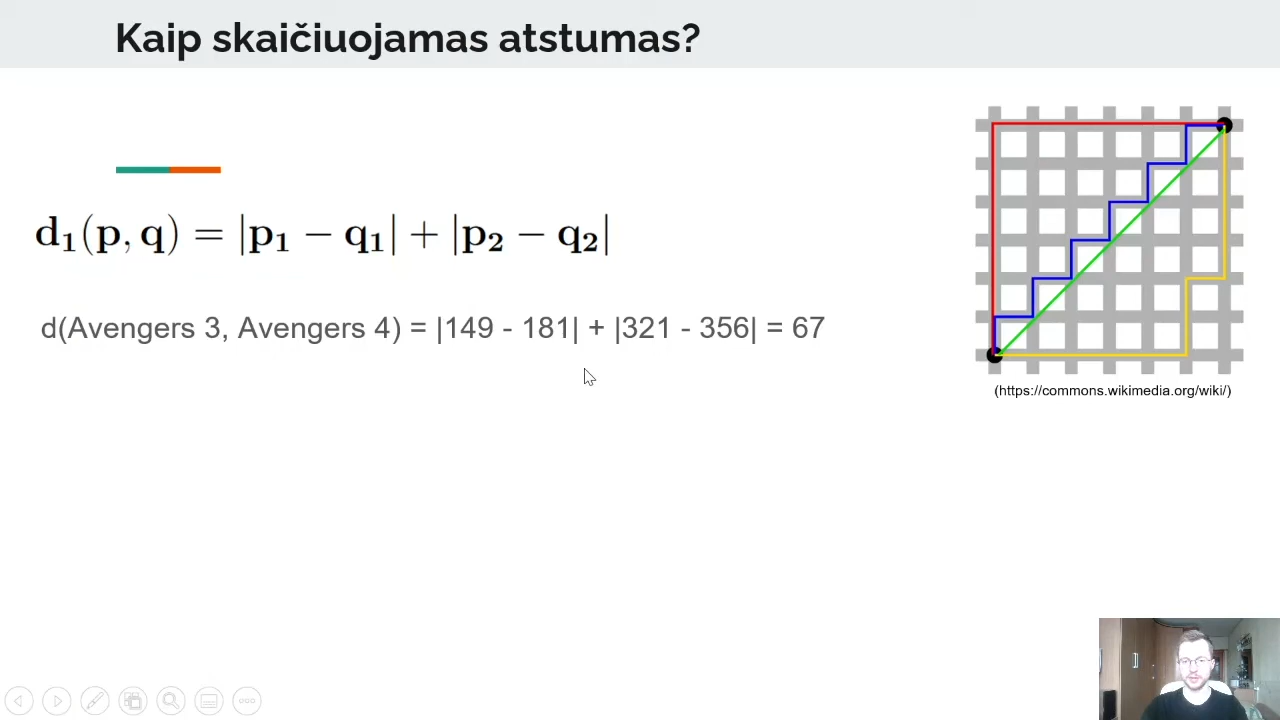 Kaip skaičiuojamas atstumas?
d₁(p, q) = |p₁ − q₁| + |p₂ − q₂|
d(Avengers 3, Avengers 4) = |149 - 181| + |321 - 356| = 67
(https://commons.wikimedia.org/wiki/)